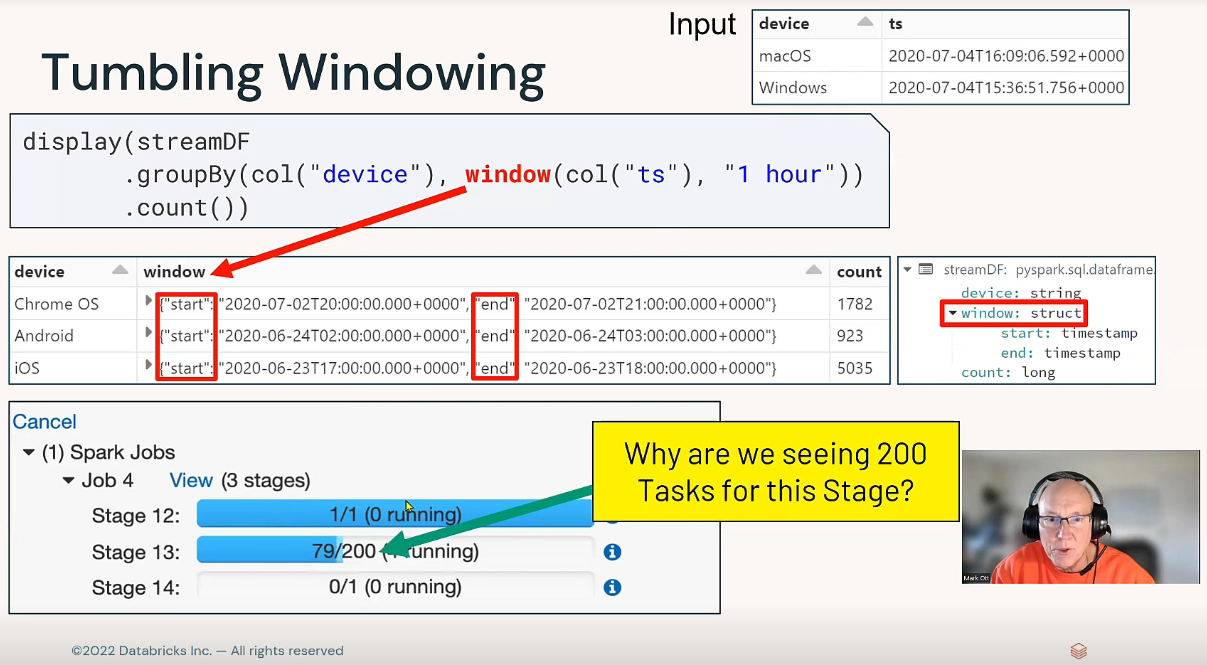 Input
device ts
macOS 2020-07-04T16:09:06.592+0000
Windows 2020-07-04T15:36:51.756+0000
Tumbling Windowing
display(streamDF
.groupBy(col("device"), window(col("ts"), "1 hour"))
.count())
device window count
Chrome OS {"start": "2020-07-02T20:00:00.000+0000", "end" "2020-07-02T21:00:00.000+0000"} 1782
Android {"start": "2020-06-24T02:00:00.000+0000", "end" "2020-06-24T03:00:00.000+0000"} 923
iOS {"start": "2020-06-23T17:00:00.000+0000", "end" "2020-06-23T18:00:00.000+0000"} 5035
streamDF: pyspark.sql.dataframe.
device: string
window: struct
start: timestamp
end: timestamp
count: long
Cancel
(1) Spark Jobs
Job 4 View (3 stages)
Stage 12: 1/1 (0 running)
Stage 13: 79/200 running)
Stage 14: 0/1 (0 running)
Why are we seeing 200
Tasks for this Stage?
Mark Ott
©2022 Databricks Inc. — All rights reserved